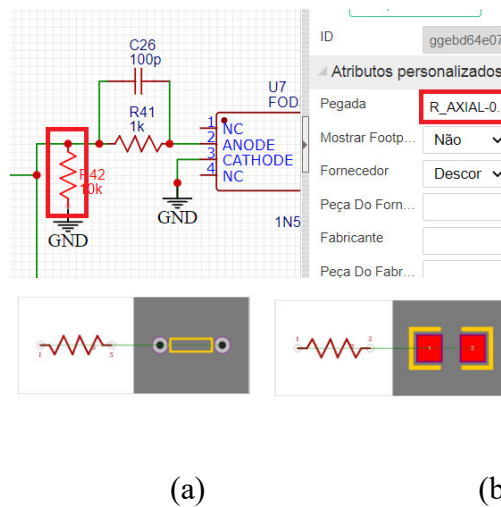 C26
100p
R41
1k
R42
10k
GND
GND
U7
FOD
1 NC
2 ANODE
3 CATHODE
4 NC
1N5
ID ggebd64e07
Atributos personalizados
Pegada R_AXIAL-0.
Mostrar Footp... Não
Fornecedor Descor
Peça Do Forn...
Fabricante
Peça Do Fabr...
1 2
1 2
(a) (b